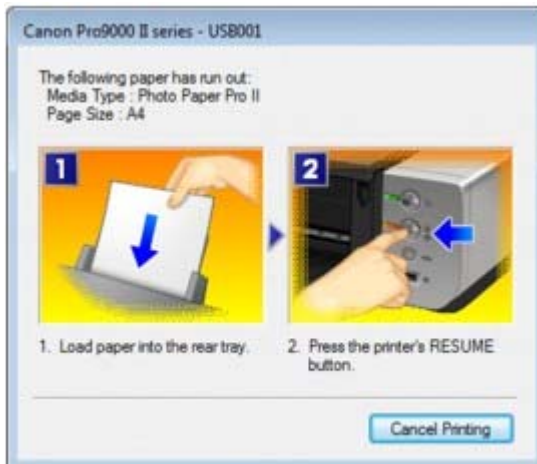 Canon Pro9000 II series - USB001
The following paper has run out:
Media Type : Photo Paper Pro II
Page Size : A4
1
2
1. Load paper into the rear tray.
2. Press the printer's RESUME
button.
Cancel Printing